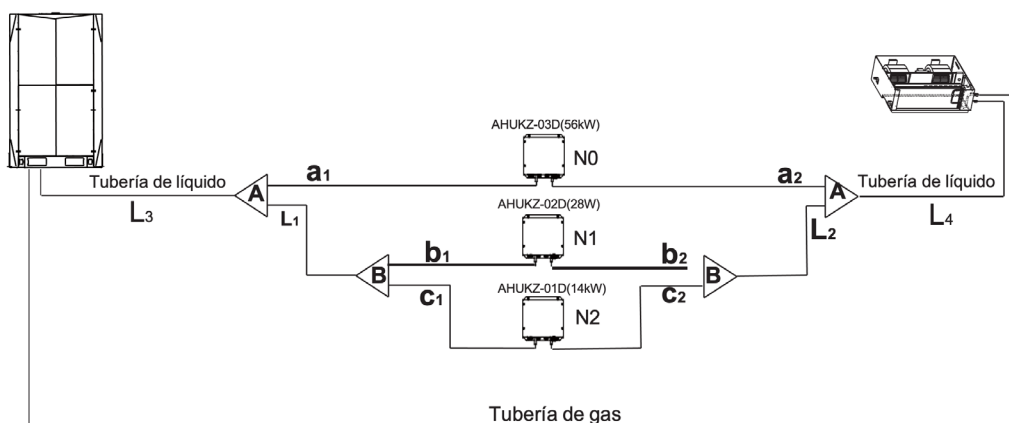 AHUKZ-03D(56kW)
N0
Tubería de líquido
a1
a2
Tubería de líquido
A
A
L3
L1
AHUKZ-02D(28W)
N1
L2
L4
b1
b2
B
B
c1
AHUKZ-01D(14kW)
c2
N2
Tubería de gas